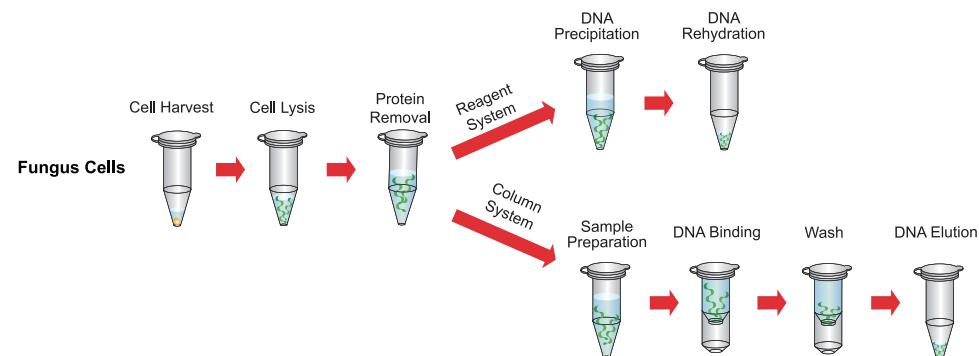 Fungus Cells
Cell Harvest
Cell Lysis
Protein
Removal
Reagent
System
DNA
Precipitation
DNA
Rehydration
Column
System
Sample
Preparation
DNA Binding
Wash
DNA Elution